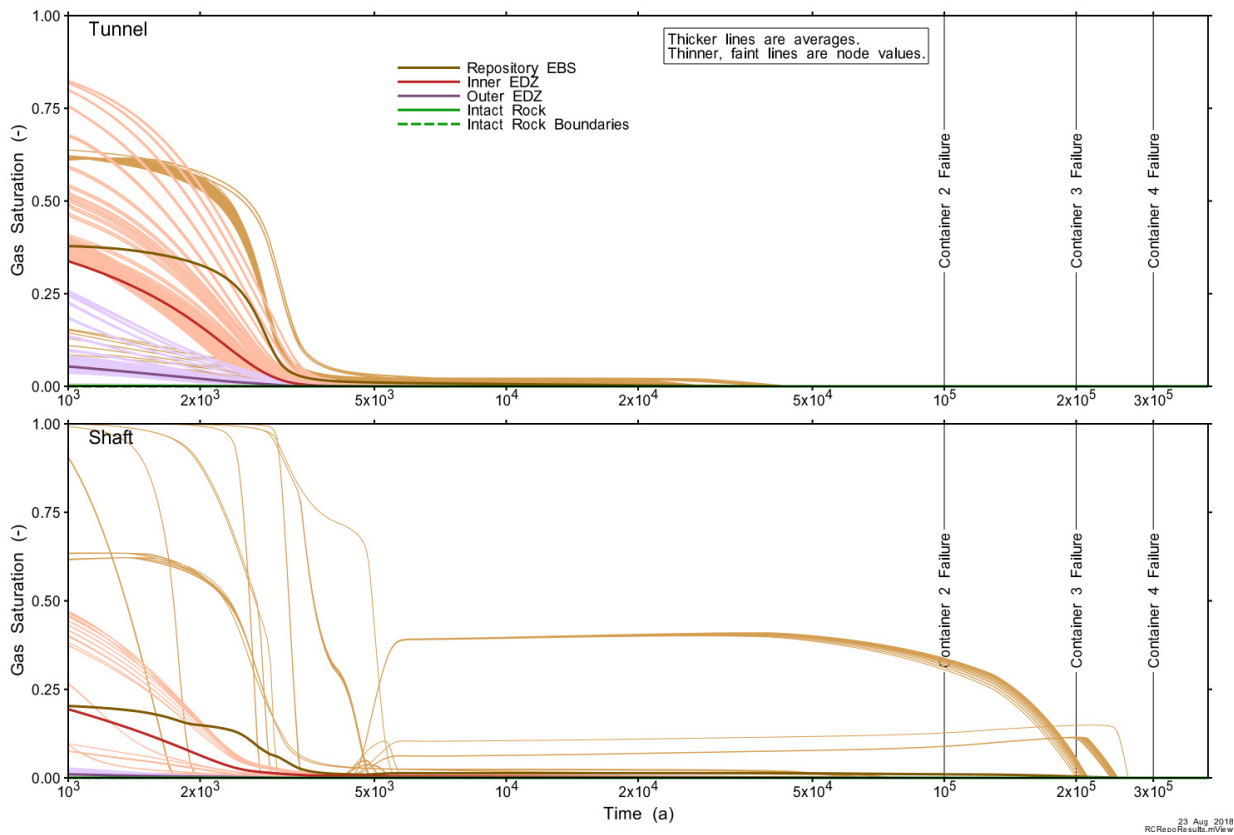 1.00
Tunnel
Thicker lines are averages.
Thinner, faint lines are node values.
Repository EBS
Inner EDZ
Outer EDZ
Intact Rock
Intact Rock Boundaries
0.75
0.50
0.25
0.00
Gas Saturation (-)
Container 2 Failure
Container 3 Failure
Container 4 Failure
10³ 2x10³ 5x10³ 10⁴ 2x10⁴ 5x10⁴ 10⁵ 2x10⁵ 3x10⁵
1.00
Shaft
0.75
0.50
0.25
0.00
Gas Saturation (-)
Container 2 Failure
Container 3 Failure
Container 4 Failure
10³ 2x10³ 5x10³ 10⁴ 2x10⁴ 5x10⁴ 10⁵ 2x10⁵ 3x10⁵
Time (a)
23 Aug 2018
RCRepoResults.mView